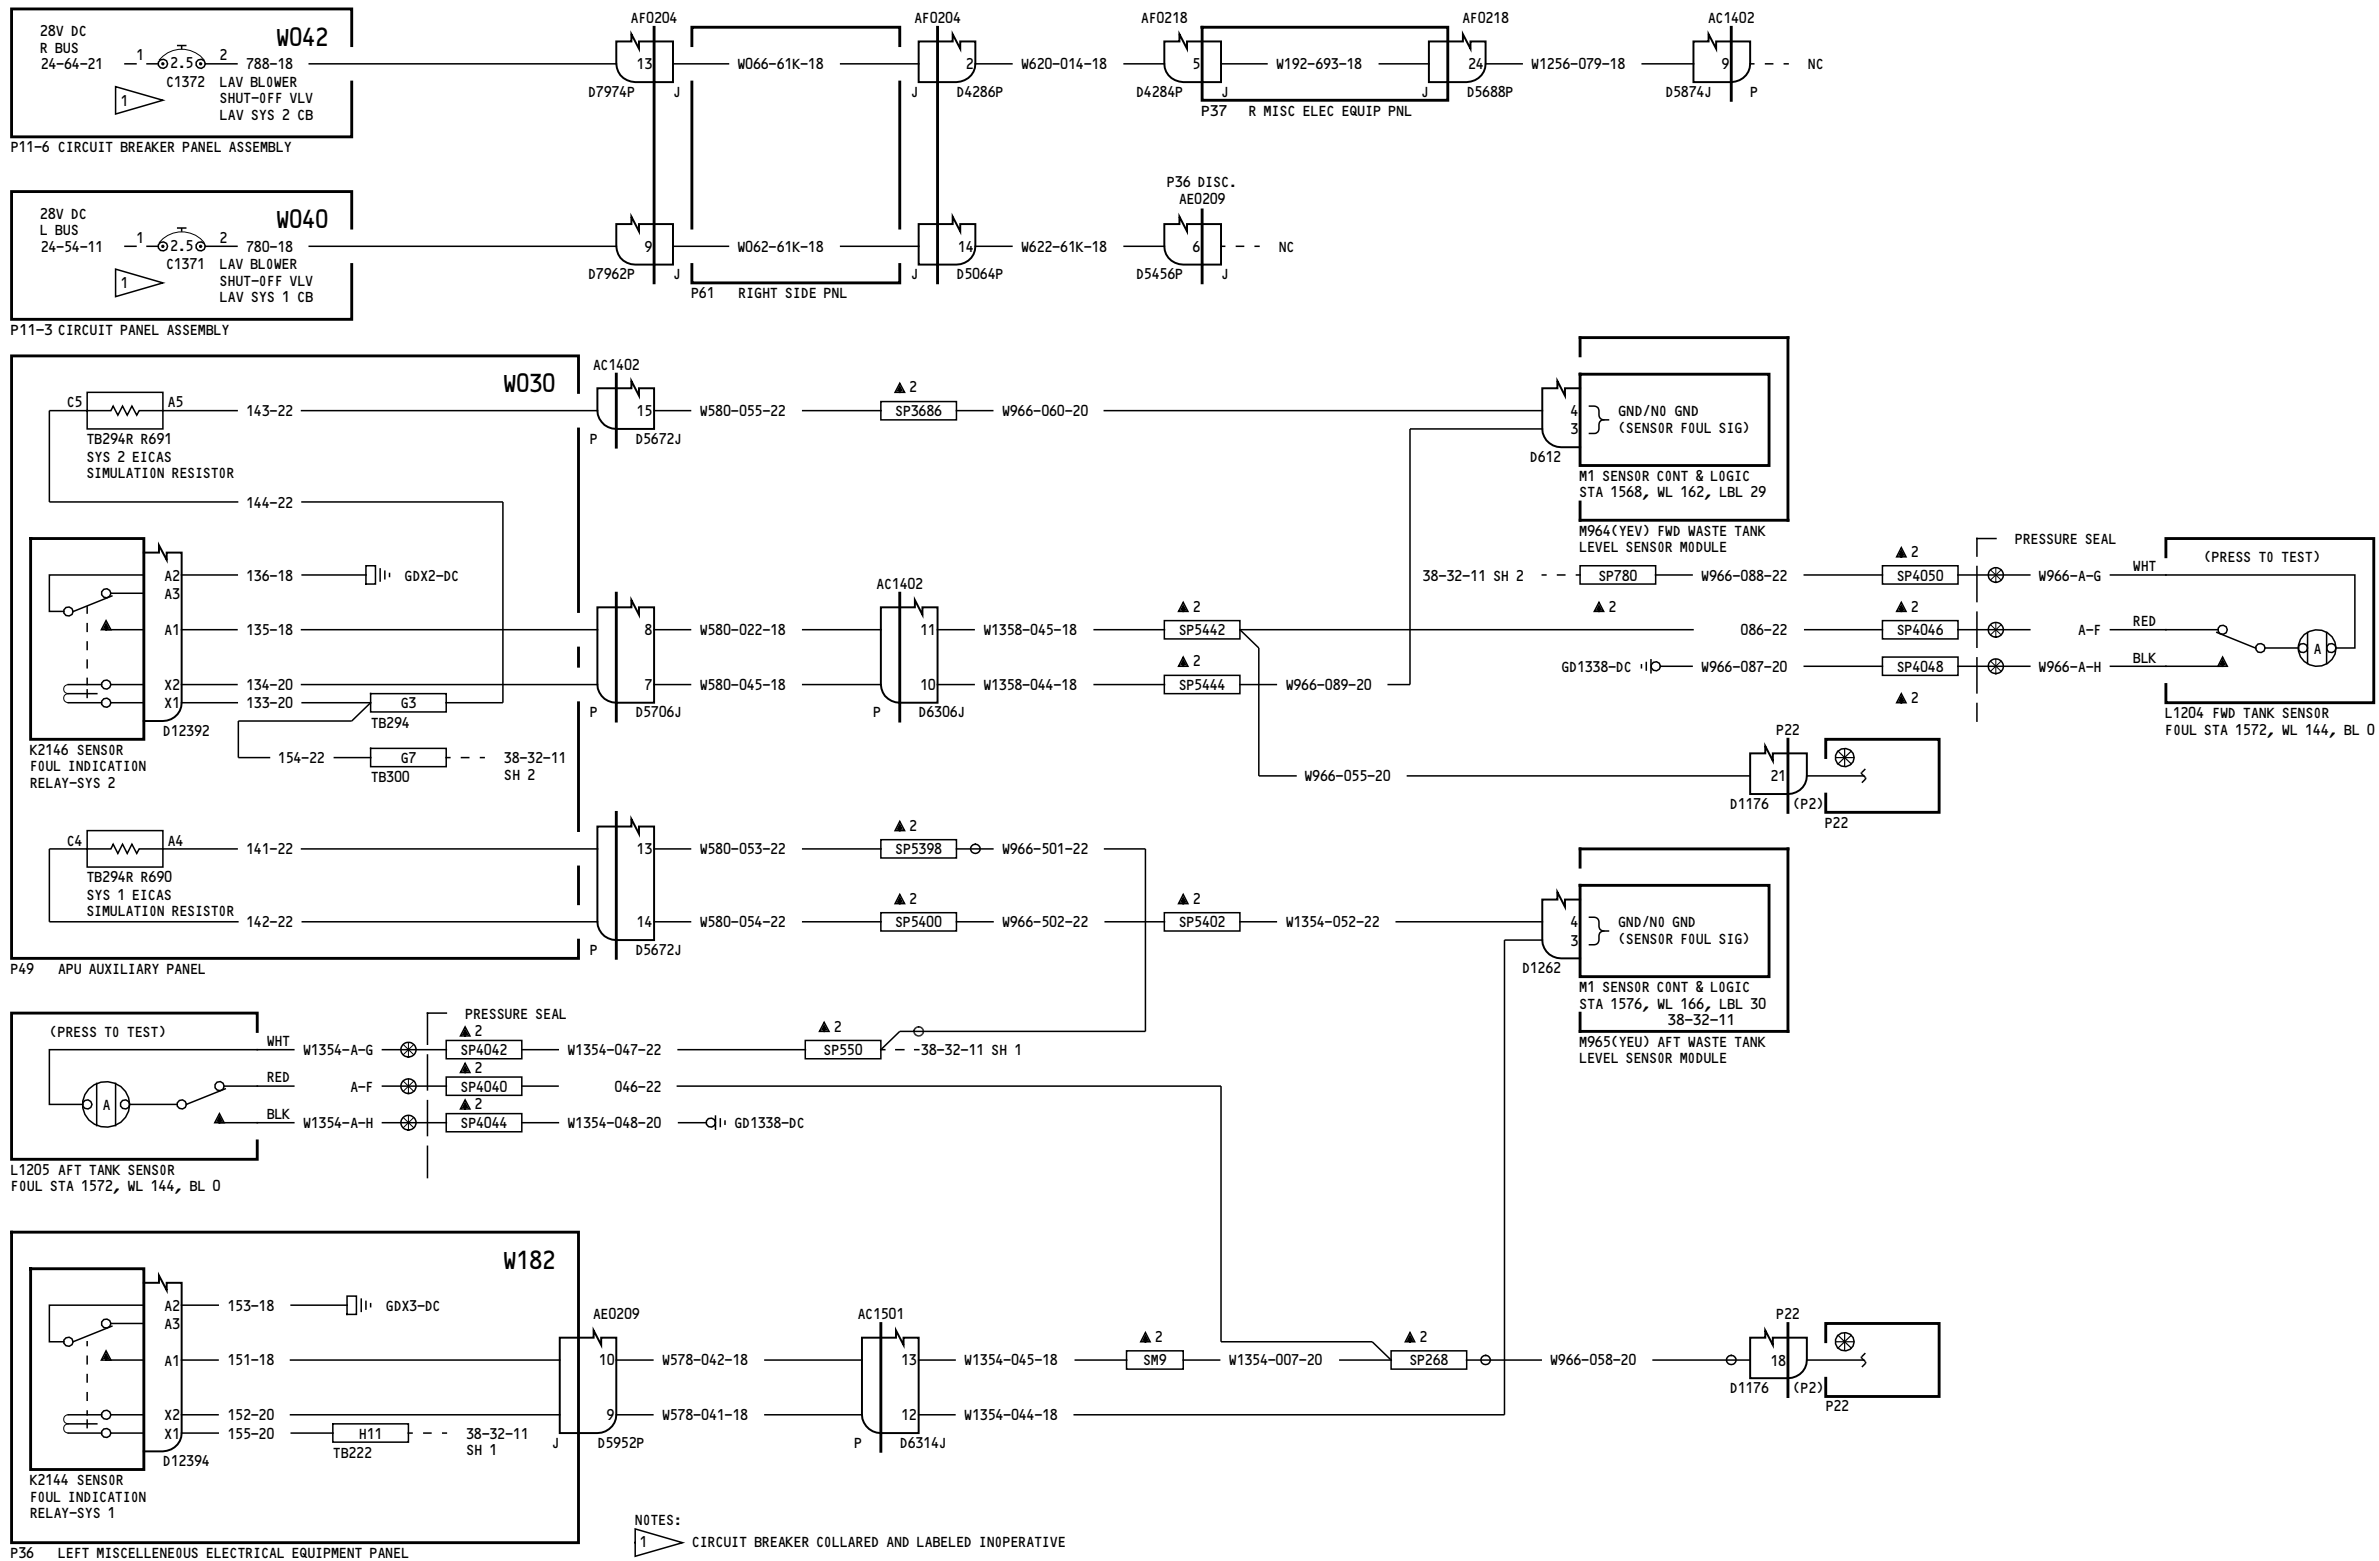 28V DC
R BUS
24-64-21
1
2.5
2
W042
788-18
C1372
LAV BLOWER
SHUT-OFF VLV
LAV SYS 2 CB
1
P11-6 CIRCUIT BREAKER PANEL ASSEMBLY
AF0204
13
D7974P
J
W066-61K-18
AF0204
2
J
D4286P
W620-014-18
AF0218
5
D4284P
J
W192-693-18
P37 R MISC ELEC EQUIP PNL
AF0218
24
J
D5688P
W1256-079-18
AC1402
9
D5874J
P
NC
28V DC
L BUS
24-54-11
1
2.5
2
W040
780-18
C1371
LAV BLOWER
SHUT-OFF VLV
LAV SYS 1 CB
1
P11-3 CIRCUIT PANEL ASSEMBLY
9
D7962P
J
W062-61K-18
P61 RIGHT SIDE PNL
14
J
D5064P
W622-61K-18
P36 DISC.
AE0209
6
D5456P
J
NC
W030
C5
A5
143-22
TB294R R691
SYS 2 EICAS
SIMULATION RESISTOR
144-22
AC1402
15
P
D5672J
W580-055-22
2
SP3686
W966-060-20
4
3
D612
GND/NO GND
(SENSOR FOUL SIG)
M1 SENSOR CONT & LOGIC
STA 1568, WL 162, LBL 29
M964(YEV) FWD WASTE TANK
LEVEL SENSOR MODULE
A2
A3
A1
X2
X1
D12392
136-18
GDX2-DC
135-18
134-20
133-20
G3
TB294
154-22
G7
TB300
38-32-11
SH 2
K2146 SENSOR
FOUL INDICATION
RELAY-SYS 2
8
7
P
D5706J
W580-022-18
W580-045-18
AC1402
11
10
P
D6306J
W1358-045-18
W1358-044-18
2
SP5442
2
SP5444
W966-089-20
38-32-11 SH 2
SP780
2
W966-088-22
2
SP4050
PRESSURE SEAL
W966-A-G
WHT
(PRESS TO TEST)
086-22
2
SP4046
A-F
RED
GD1338-DC
W966-087-20
SP4048
2
W966-A-H
BLK
A
L1204 FWD TANK SENSOR
FOUL STA 1572, WL 144, BL 0
W966-055-20
P22
21
D1176
(P2)
P22
C4
A4
141-22
TB294R R690
SYS 1 EICAS
SIMULATION RESISTOR
142-22
P49 APU AUXILIARY PANEL
13
14
P
D5672J
W580-053-22
2
SP5398
W966-501-22
W580-054-22
2
SP5400
W966-502-22
2
SP5402
W1354-052-22
4
3
D1262
GND/NO GND
(SENSOR FOUL SIG)
M1 SENSOR CONT & LOGIC
STA 1576, WL 166, LBL 30
38-32-11
M965(YEU) AFT WASTE TANK
LEVEL SENSOR MODULE
(PRESS TO TEST)
A
WHT
W1354-A-G
PRESSURE SEAL
2
SP4042
W1354-047-22
2
SP550
38-32-11 SH 1
RED
A-F
2
SP4040
046-22
BLK
W1354-A-H
2
SP4044
W1354-048-20
GD1338-DC
L1205 AFT TANK SENSOR
FOUL STA 1572, WL 144, BL 0
W182
A2
A3
A1
X2
X1
D12394
153-18
GDX3-DC
151-18
152-20
155-20
H11
TB222
38-32-11
SH 1
K2144 SENSOR
FOUL INDICATION
RELAY-SYS 1
P36 LEFT MISCELLENEOUS ELECTRICAL EQUIPMENT PANEL
AE0209
10
9
J
D5952P
W578-042-18
W578-041-18
AC1501
13
12
P
D6314J
W1354-045-18
W1354-044-18
2
SM9
W1354-007-20
2
SP268
W966-058-20
P22
18
D1176
(P2)
P22
NOTES:
1 CIRCUIT BREAKER COLLARED AND LABELED INOPERATIVE